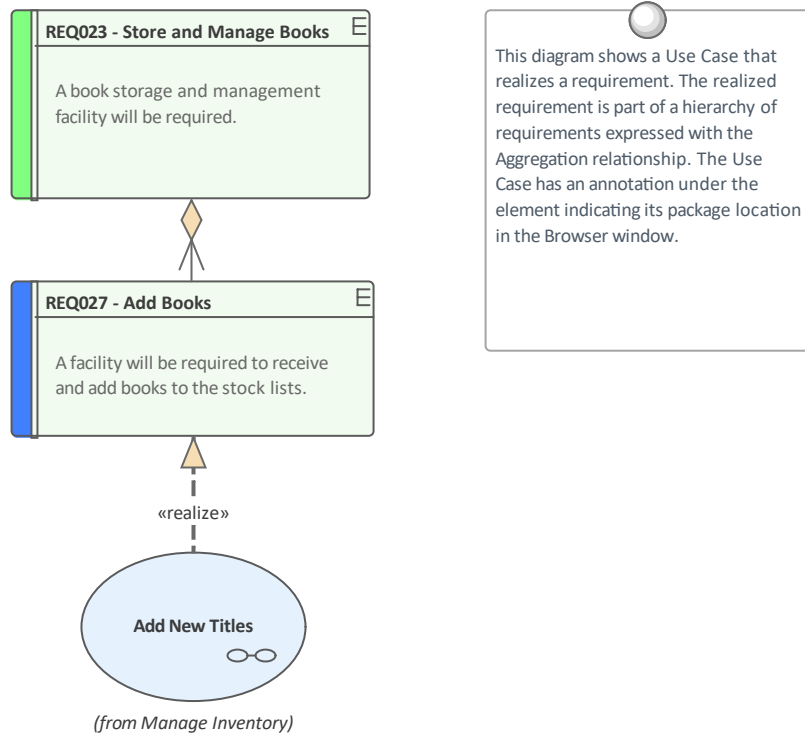 REQ023 - Store and Manage Books
E
A book storage and management
facility will be required.
REQ027 - Add Books
E
A facility will be required to receive
and add books to the stock lists.
«realize»
Add New Titles
(from Manage Inventory)
This diagram shows a Use Case that
realizes a requirement. The realized
requirement is part of a hierarchy of
requirements expressed with the
Aggregation relationship. The Use
Case has an annotation under the
element indicating its package location
in the Browser window.